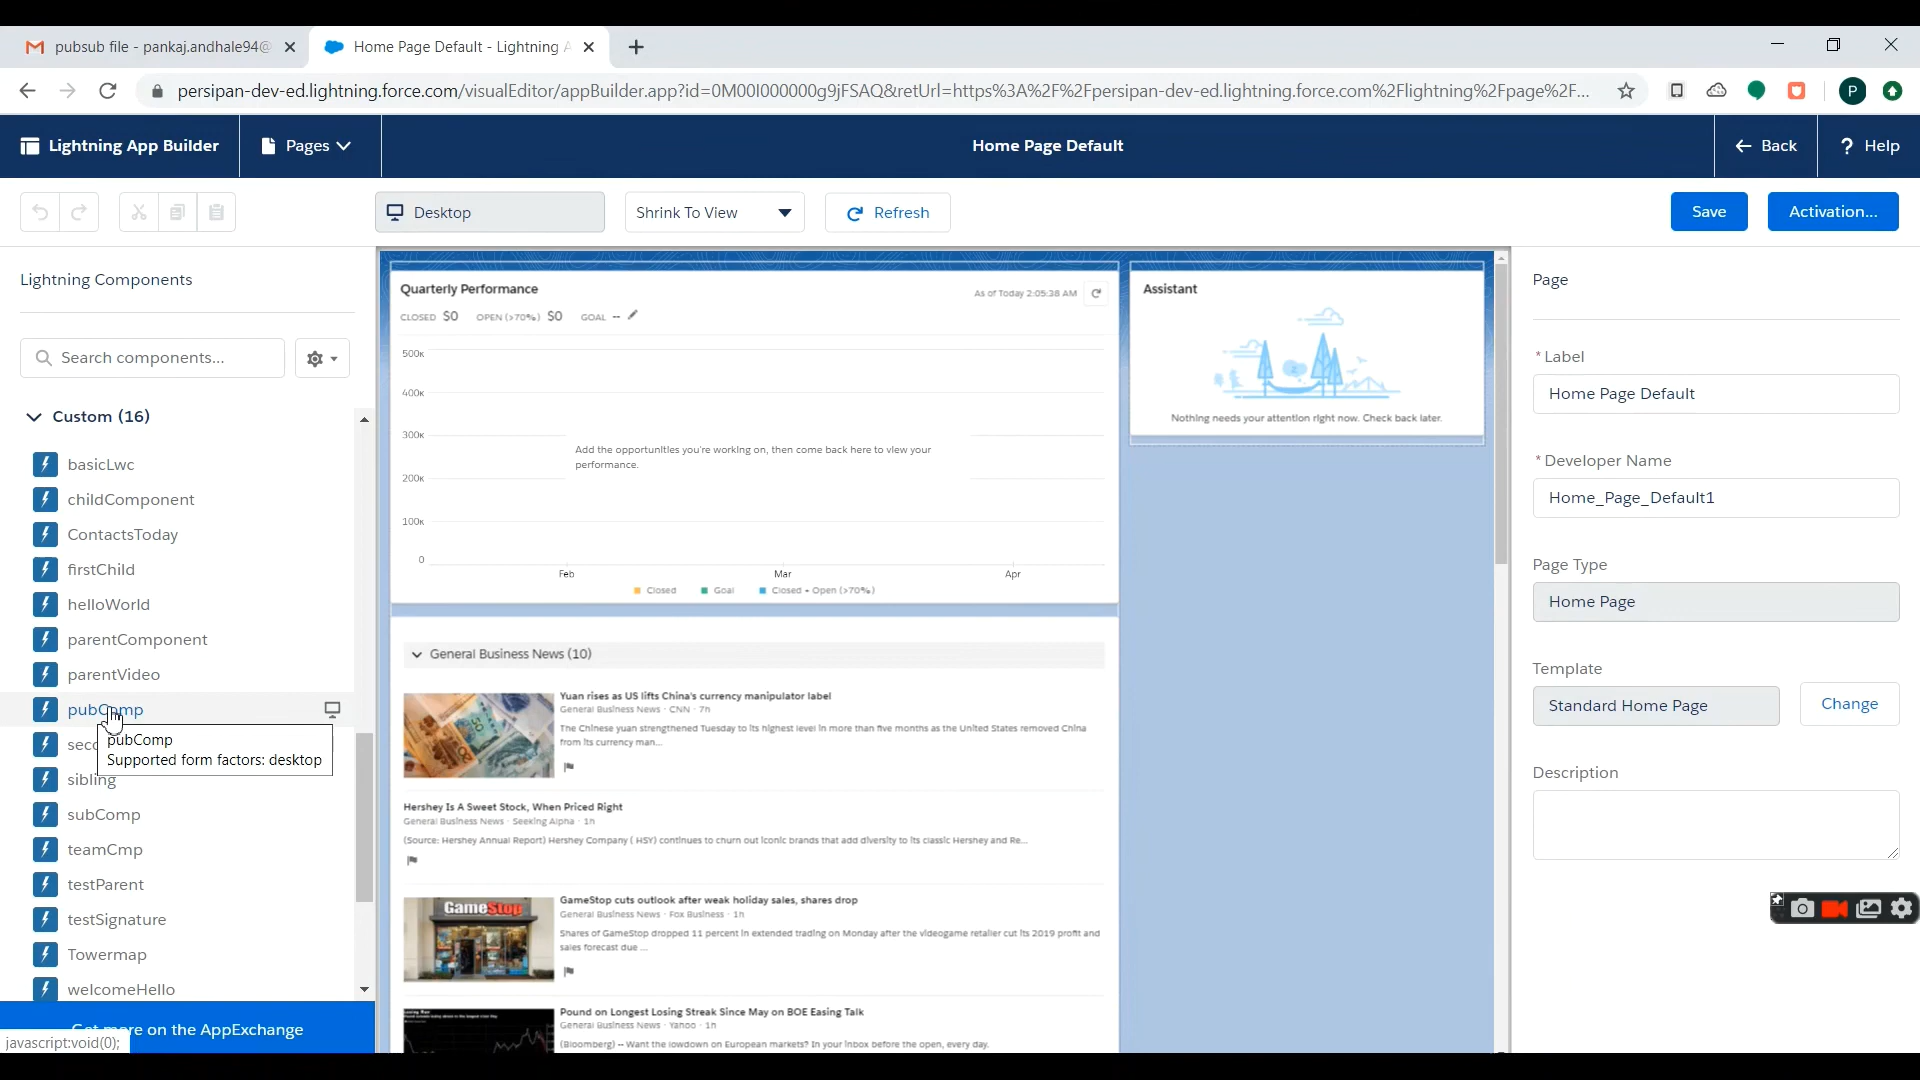 pubsub file - pankaj.andhale94@
Home Page Default - Lightning A
persipan-dev-ed.lightning.force.com/visualEditor/appBuilder.app?id=0M00I000000g9jFSAQ&retUrl=https%3A%2F%2Fpersipan-dev-ed.lightning.force.com%2Flightning%2Fpage%2F...
P
Lightning App Builder
Pages
Home Page Default
Back
? Help
Desktop
Shrink To View
Refresh
Save
Activation...
Lightning Components
Search components...
Custom (16)
basicLwc
childComponent
ContactsToday
firstChild
helloWorld
parentComponent
parentVideo
pubComp
pubComp
Supported form factors: desktop
sibling
subComp
teamCmp
testParent
testSignature
Towermap
welcomeHello
Get more on the AppExchange
javascript:void(0);
Quarterly Performance
As of Today 2:05:38 AM
CLOSED $0 OPEN (>70%) $0 GOAL --
500K
400K
300K
200K
100K
0
Add the opportunities you're working on, then come back here to view your
performance.
Feb Mar Apr
Closed Goal Closed + Open (>70%)
General Business News (10)
Yuan rises as US lifts China's currency manipulator label
General Business News · CNN · 7h
The Chinese yuan strengthened Tuesday to its highest level in more than five months as the United States removed China
from its currency man...
Hershey Is A Sweet Stock, When Priced Right
General Business News · Seeking Alpha · 1h
(Source: Hershey Annual Report) Hershey Company ( HSY) continues to churn out iconic brands that add diversity to its classic Hershey and Re...
GameStop
GameStop cuts outlook after weak holiday sales, shares drop
General Business News · Fox Business · 1h
Shares of GameStop dropped 11 percent in extended trading on Monday after the videogame retailer cut its 2019 profit and
sales forecast due ...
Pound on Longest Losing Streak Since May on BOE Easing Talk
General Business News · Yahoo · 1h
(Bloomberg) -- Want the lowdown on European markets? In your inbox before the open, every day.
Assistant
Nothing needs your attention right now. Check back later.
Page
*Label
Home Page Default
*Developer Name
Home_Page_Default1
Page Type
Home Page
Template
Standard Home Page
Change
Description